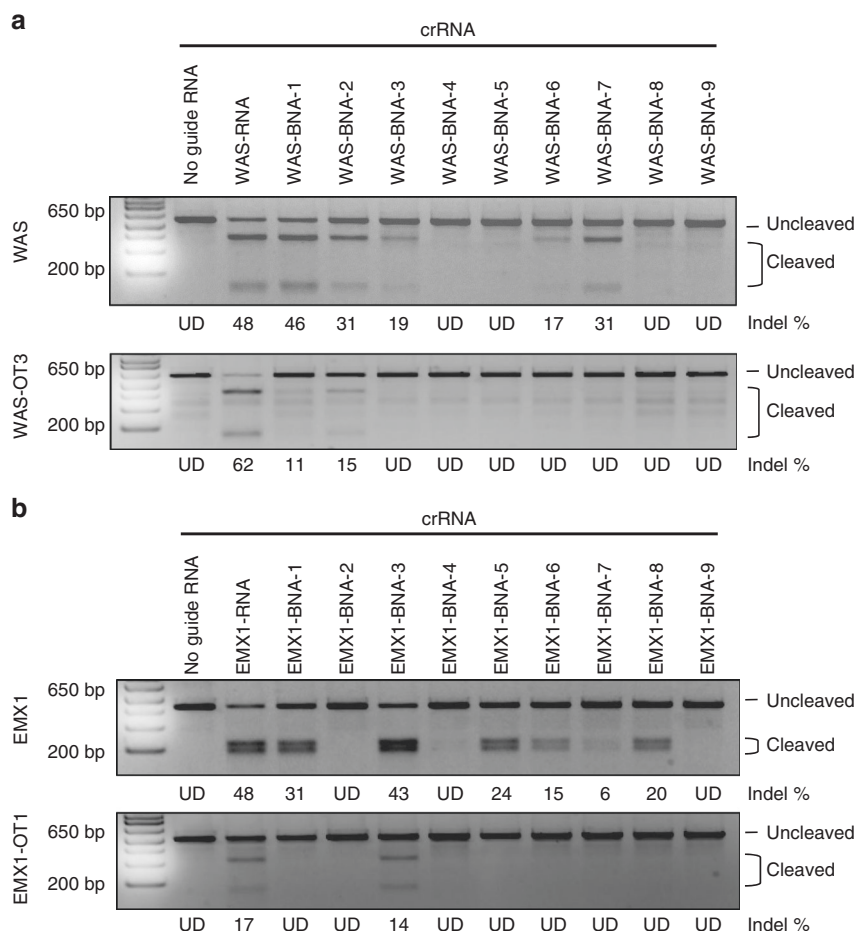 a
crRNA
No guide RNA
WAS-RNA
WAS-BNA-1
WAS-BNA-2
WAS-BNA-3
WAS-BNA-4
WAS-BNA-5
WAS-BNA-6
WAS-BNA-7
WAS-BNA-8
WAS-BNA-9
WAS
650 bp
200 bp
Uncleaved
Cleaved
UD 48 46 31 19 UD UD 17 31 UD UD Indel %
WAS-OT3
650 bp
200 bp
Uncleaved
Cleaved
UD 62 11 15 UD UD UD UD UD UD UD Indel %
b
crRNA
No guide RNA
EMX1-RNA
EMX1-BNA-1
EMX1-BNA-2
EMX1-BNA-3
EMX1-BNA-4
EMX1-BNA-5
EMX1-BNA-6
EMX1-BNA-7
EMX1-BNA-8
EMX1-BNA-9
EMX1
650 bp
200 bp
Uncleaved
Cleaved
UD 48 31 UD 43 UD 24 15 6 20 UD Indel %
EMX1-OT1
650 bp
200 bp
Uncleaved
Cleaved
UD 17 UD UD 14 UD UD UD UD UD UD Indel %